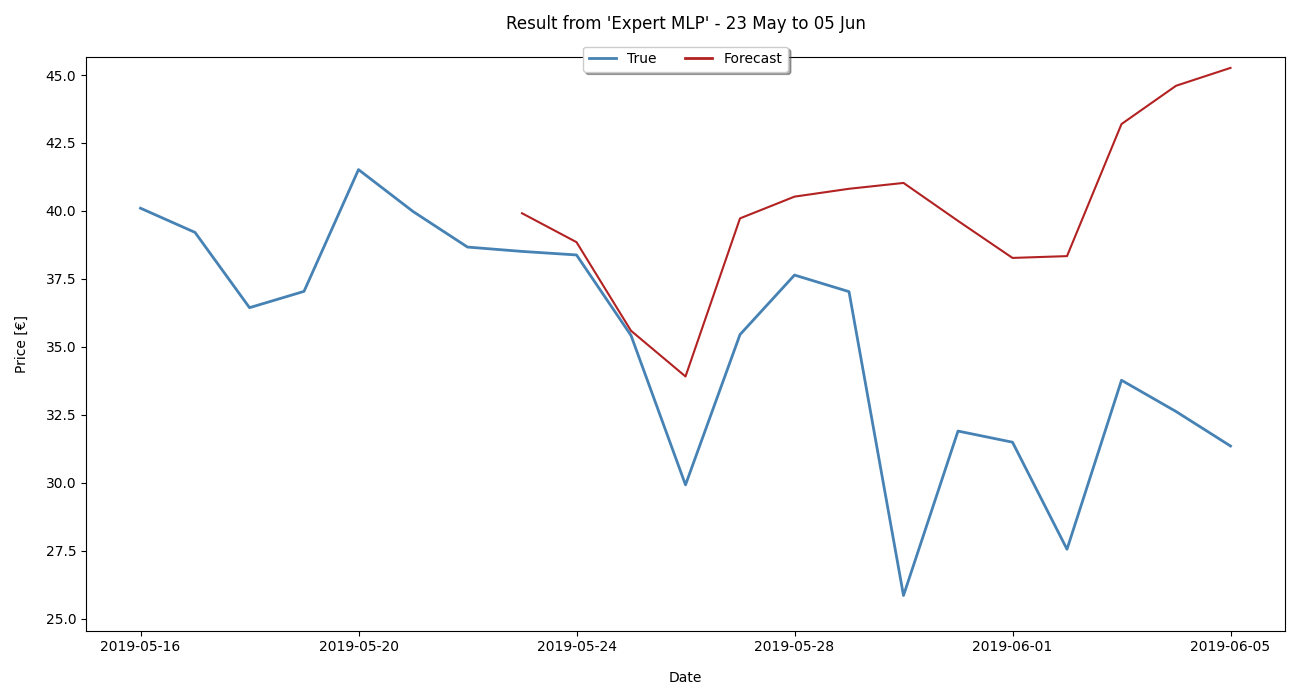 Result from 'Expert MLP' - 23 May to 05 Jun
True Forecast
45.0
42.5
40.0
37.5
35.0
32.5
30.0
27.5
25.0
Price [€]
2019-05-16 2019-05-20 2019-05-24 2019-05-28 2019-06-01 2019-06-05
Date